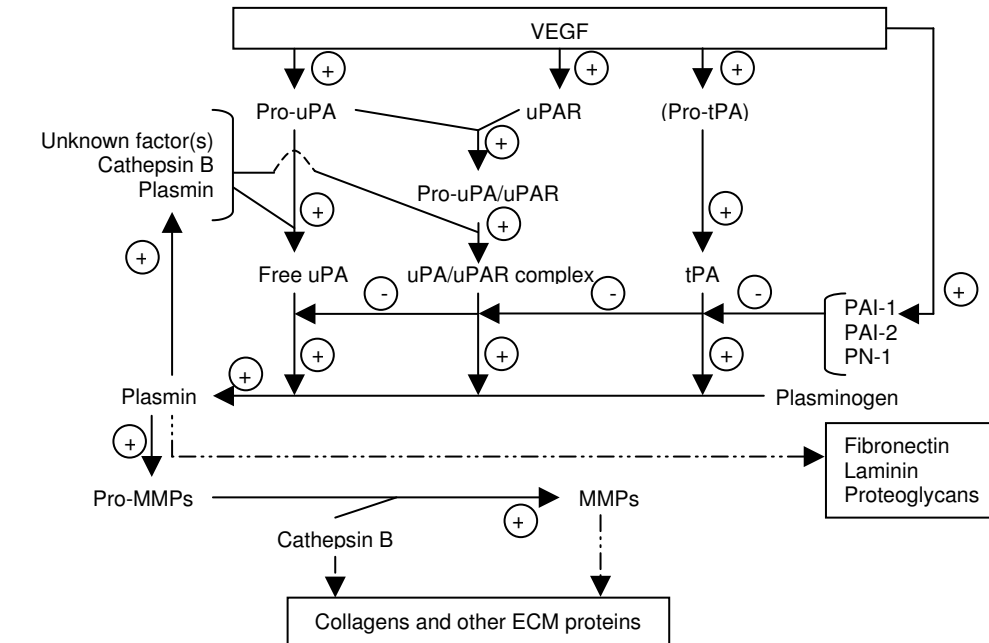 VEGF
+
+
+
Pro-uPA
uPAR
(Pro-tPA)
Unknown factor(s)
Cathepsin B
Plasmin
+
Pro-uPA/uPAR
+
+
+
+
Free uPA
uPA/uPAR complex
tPA
-
-
-
+
PAI-1
PAI-2
PN-1
+
+
+
+
Plasmin
Plasminogen
+
Fibronectin
Laminin
Proteoglycans
Pro-MMPs
MMPs
+
Cathepsin B
Collagens and other ECM proteins